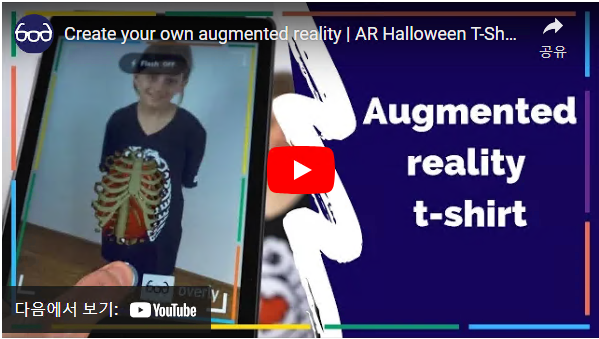 Create your own augmented reality | AR Halloween T-Sh...
공유
Flash: Off
Augmented
reality
t-shirt
overly
다음에서 보기: YouTube